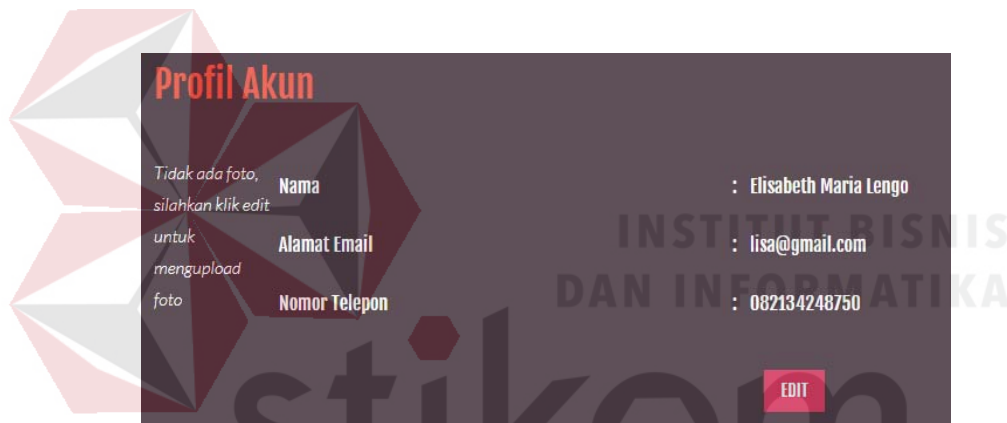 Profil Akun
Tidak ada foto,
silahkan klik edit
untuk
mengupload
foto
Nama : Elisabeth Maria Lengo
Alamat Email : lisa@gmail.com
Nomor Telepon : 082134248750
EDIT
INSTITUT BISNIS
DAN INFORMATIKA
stikom